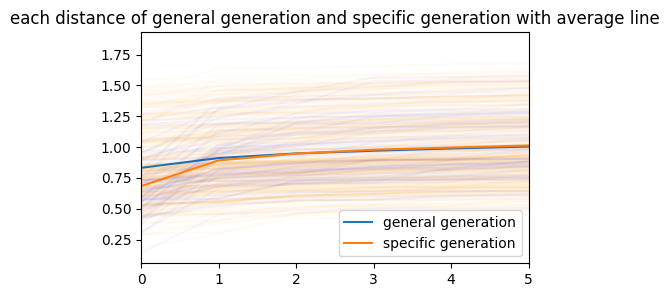 each distance of general generation and specific generation with average line
1.75
1.50
1.25
1.00
0.75
0.50
0.25
general generation
specific generation
0 1 2 3 4 5